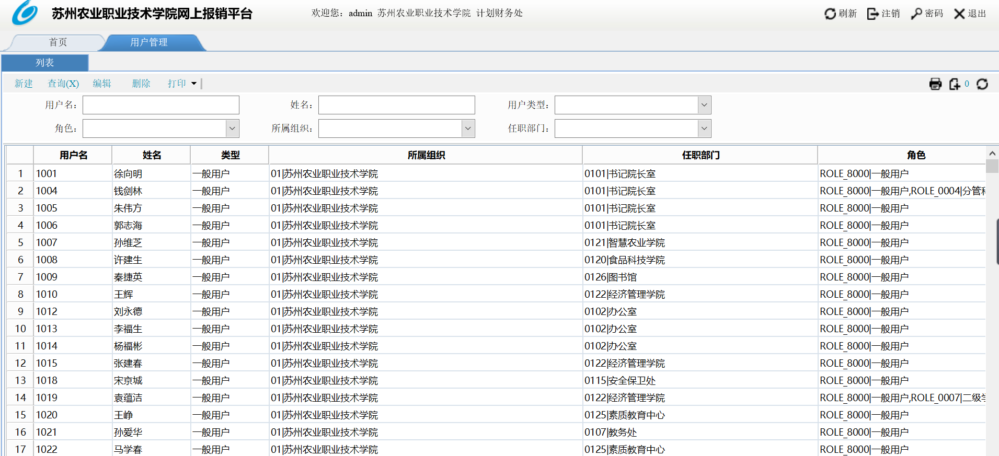 苏州农业职业技术学院网上报销平台 欢迎您：admin 苏州农业职业技术学院 计划财务处 刷新 注销 密码 退出
首页 用户管理
列表
新建 查询(X) 编辑 删除 打印 0
用户名： 姓名： 用户类型：
角色： 所属组织： 任职部门：
用户名 姓名 类型 所属组织 任职部门 角色
1 1001 徐向明 一般用户 01|苏州农业职业技术学院 0101|书记院长室 ROLE_8000|一般用户
2 1004 钱剑林 一般用户 01|苏州农业职业技术学院 0101|书记院长室 ROLE_8000|一般用户,ROLE_0004|分管科
3 1005 朱伟方 一般用户 01|苏州农业职业技术学院 0101|书记院长室 ROLE_8000|一般用户
4 1006 郭志海 一般用户 01|苏州农业职业技术学院 0101|书记院长室 ROLE_8000|一般用户
5 1007 孙维芝 一般用户 01|苏州农业职业技术学院 0121|智慧农业学院 ROLE_8000|一般用户
6 1008 许建生 一般用户 01|苏州农业职业技术学院 0120|食品科技学院 ROLE_8000|一般用户
7 1009 秦捷英 一般用户 01|苏州农业职业技术学院 0126|图书馆 ROLE_8000|一般用户
8 1010 王辉 一般用户 01|苏州农业职业技术学院 0122|经济管理学院 ROLE_8000|一般用户
9 1012 刘永德 一般用户 01|苏州农业职业技术学院 0102|办公室 ROLE_8000|一般用户
10 1013 李福生 一般用户 01|苏州农业职业技术学院 0102|办公室 ROLE_8000|一般用户
11 1014 杨福彬 一般用户 01|苏州农业职业技术学院 0102|办公室 ROLE_8000|一般用户
12 1015 张建春 一般用户 01|苏州农业职业技术学院 0122|经济管理学院 ROLE_8000|一般用户
13 1018 宋京城 一般用户 01|苏州农业职业技术学院 0115|安全保卫处 ROLE_8000|一般用户
14 1019 袁蕴洁 一般用户 01|苏州农业职业技术学院 0122|经济管理学院 ROLE_8000|一般用户,ROLE_0007|二级学
15 1020 王峥 一般用户 01|苏州农业职业技术学院 0125|素质教育中心 ROLE_8000|一般用户
16 1021 孙爱华 一般用户 01|苏州农业职业技术学院 0107|教务处 ROLE_8000|一般用户
17 1022 马学春 一般用户 01|苏州农业职业技术学院 0125|素质教育中心 ROLE_8000|一般用户